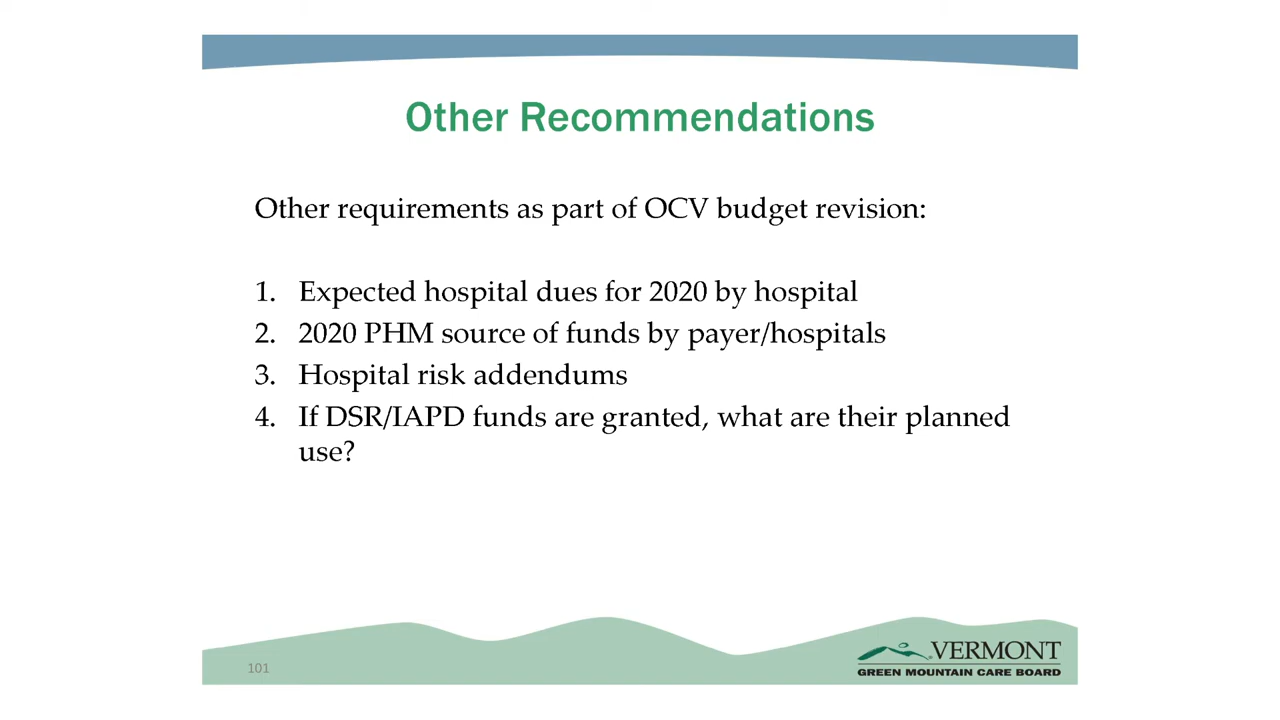 Other Recommendations
Other requirements as part of OCV budget revision:
1. Expected hospital dues for 2020 by hospital
2. 2020 PHM source of funds by payer/hospitals
3. Hospital risk addendums
4. If DSR/IAPD funds are granted, what are their planned
use?
101
VERMONT
GREEN MOUNTAIN CARE BOARD